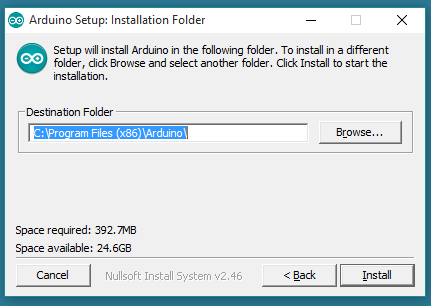 Arduino Setup: Installation Folder
Setup will install Arduino in the following folder. To install in a different
folder, click Browse and select another folder. Click Install to start the
installation.
Destination Folder
C:\Program Files (x86)\Arduino\
Browse...
Space required: 392.7MB
Space available: 24.6GB
Cancel
Nullsoft Install System v2.46
< Back
Install